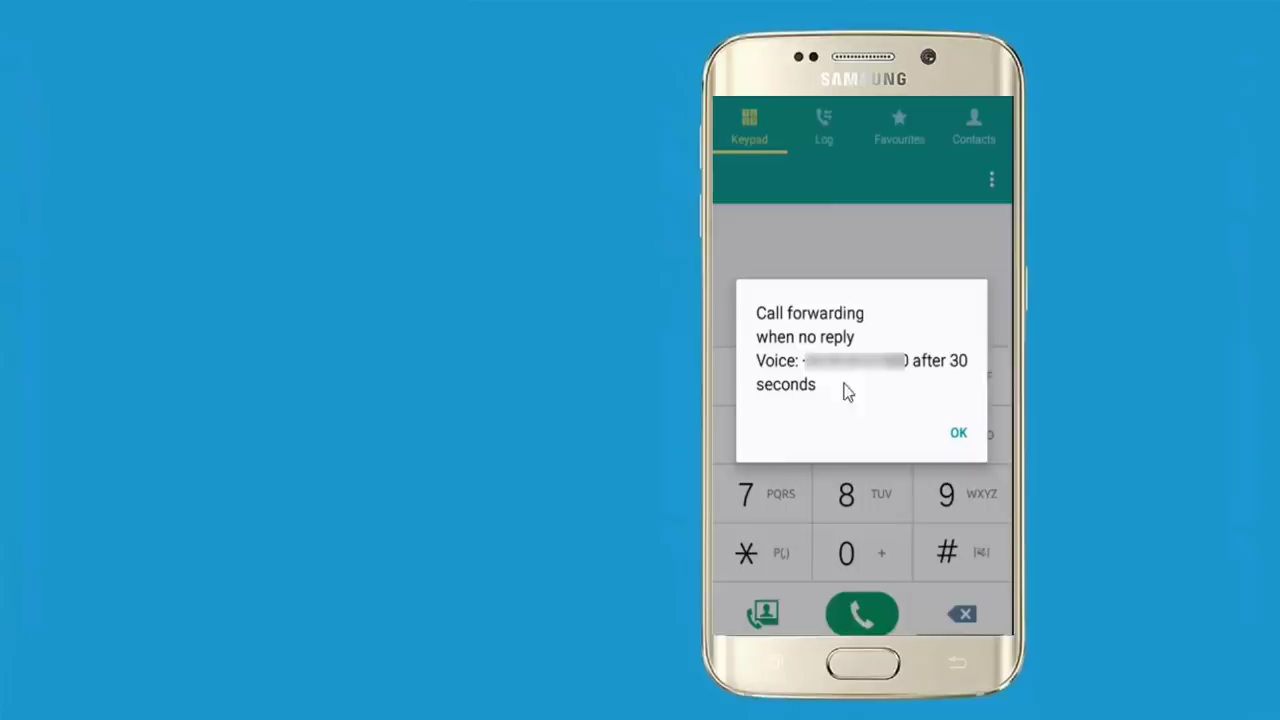 SAMSUNG
Keypad
Log
Favourites
Contacts
Call forwarding
when no reply
Voice: 0 after 30
seconds
OK
7 PQRS
8 TUV
9 WXYZ
* P(,)
0 +
#